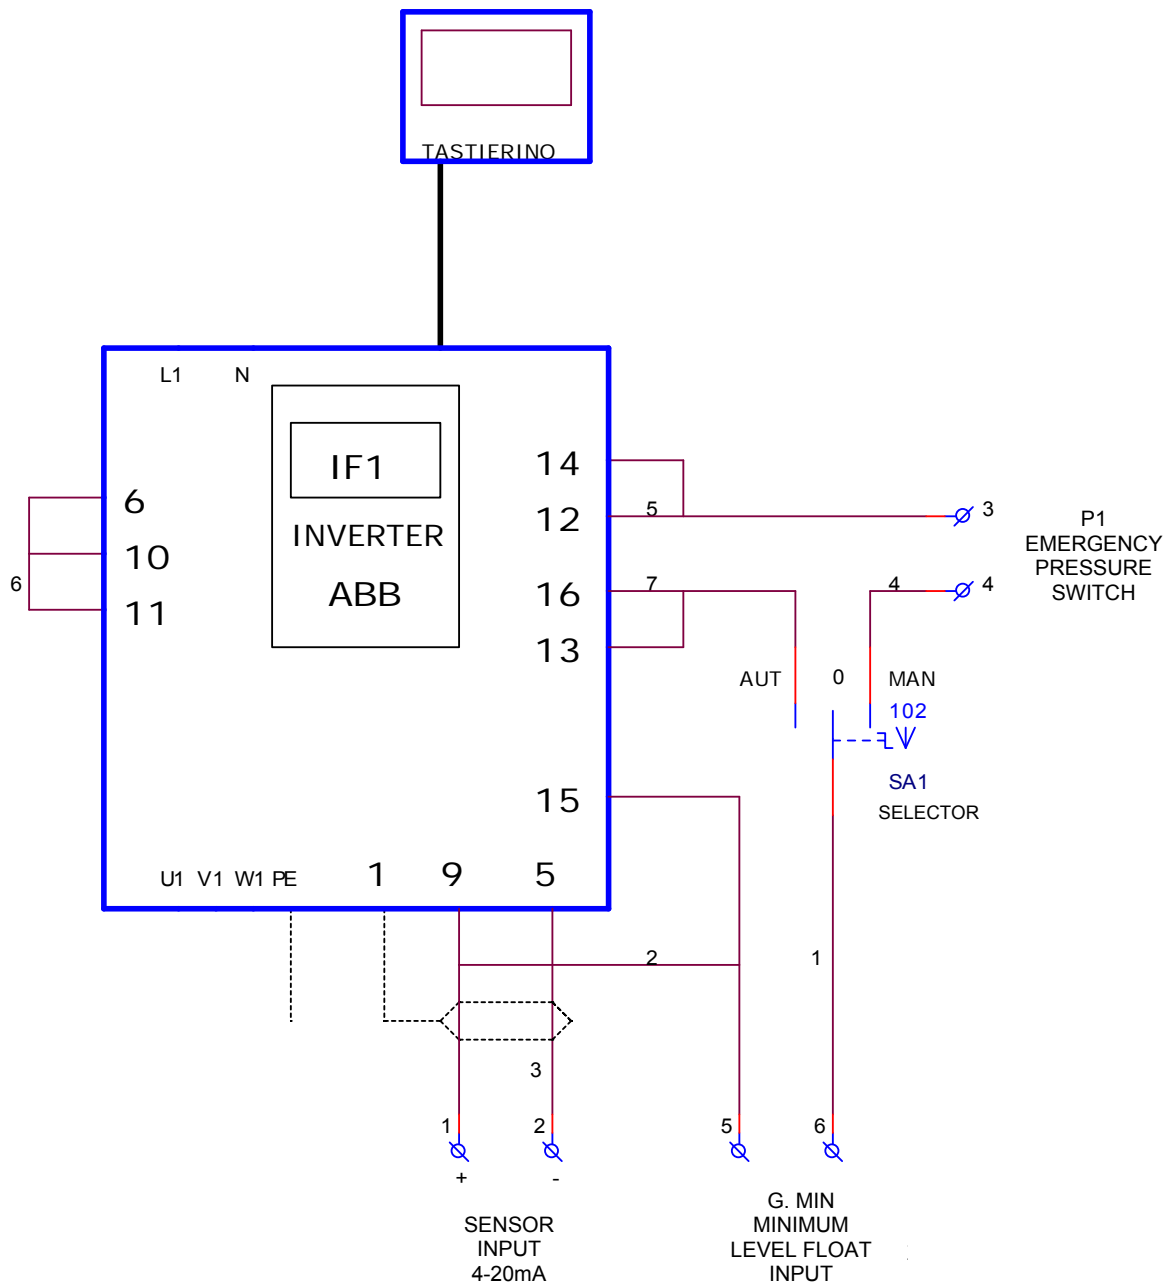 TASTIERINO
L1 N
IF1
INVERTER
ABB
6
10
11
6
14
12
5
3
P1
EMERGENCY
PRESSURE
SWITCH
16
7
4
4
13
AUT
0
MAN
102
SA1
SELECTOR
15
U1 V1 W1 PE
1
9
5
2
1
3
1
2
5
6
+
-
SENSOR
INPUT
4-20mA
G. MIN
MINIMUM
LEVEL FLOAT
INPUT